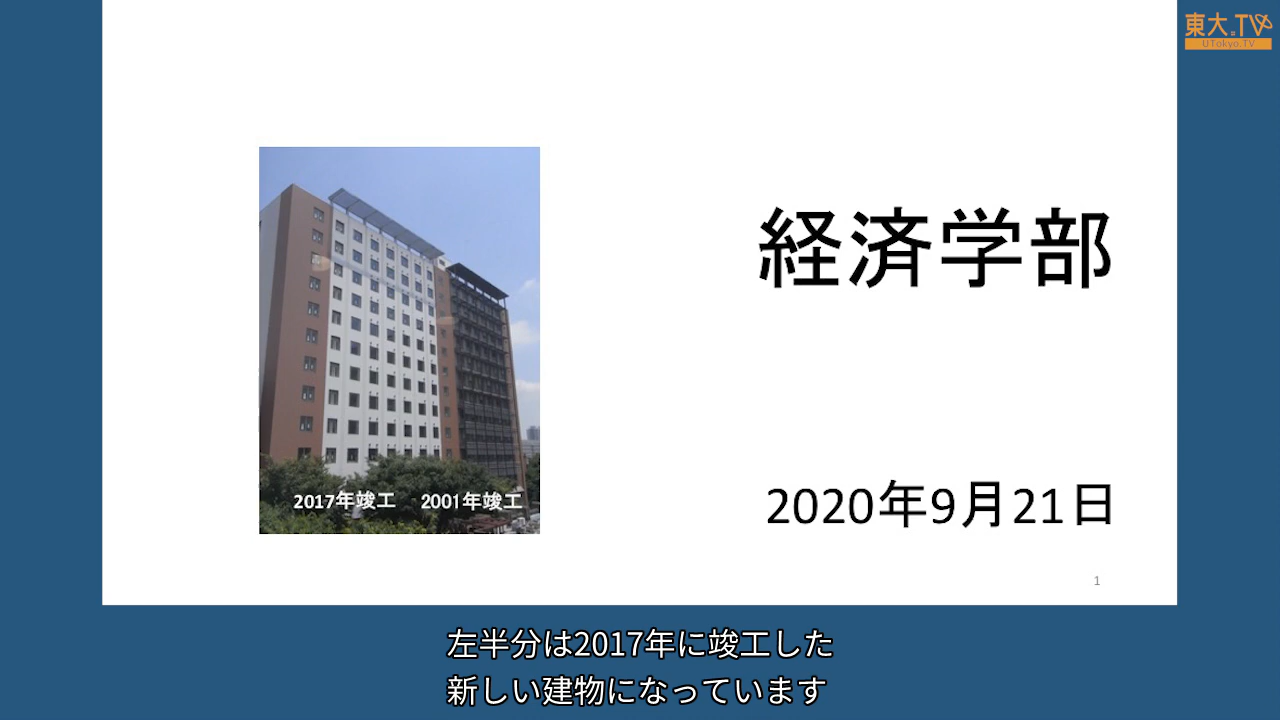 東大.TV
UTokyo.TV
経済学部
2017年竣工 2001年竣工
2020年9月21日
1
左半分は2017年に竣工した
新しい建物になっています